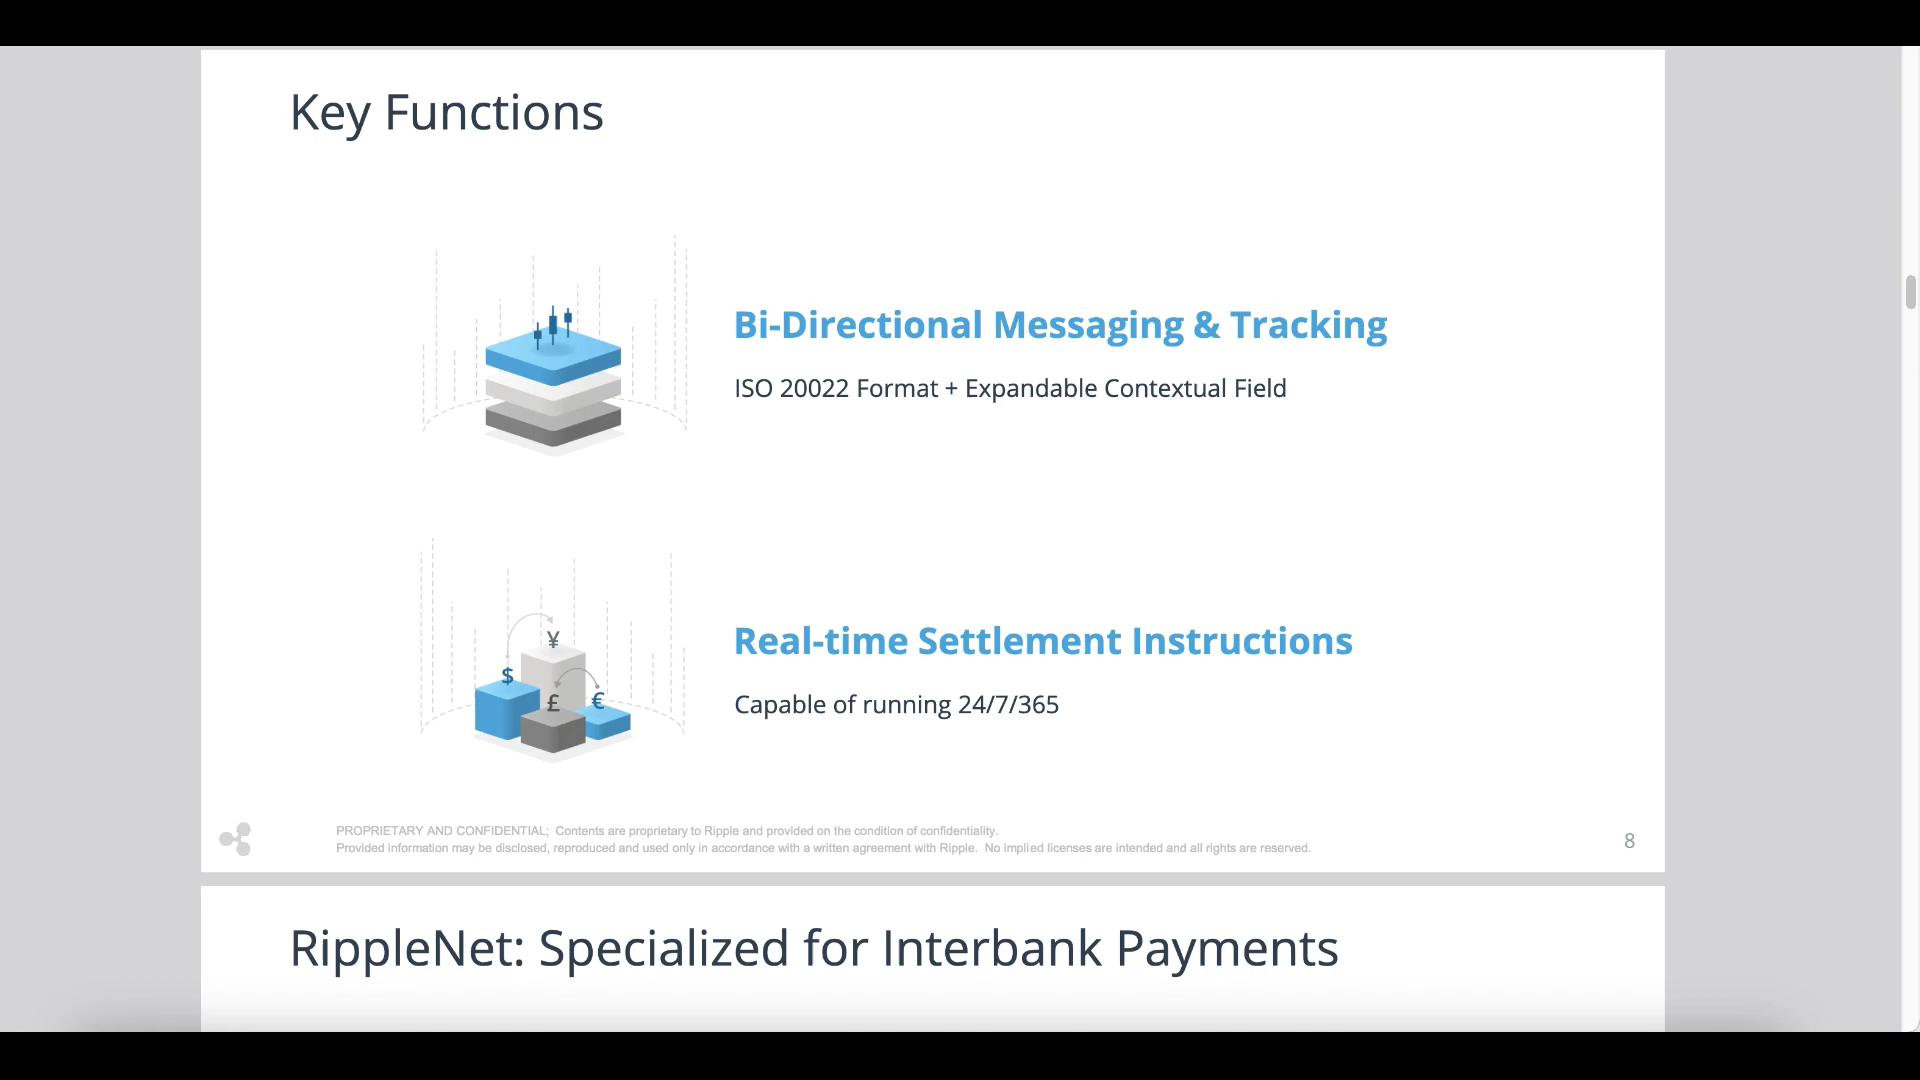 Key Functions
Bi-Directional Messaging & Tracking
ISO 20022 Format + Expandable Contextual Field
¥
$
£
€
Real-time Settlement Instructions
Capable of running 24/7/365
PROPRIETARY AND CONFIDENTIAL; Contents are proprietary to Ripple and provided on the condition of confidentiality.
Provided information may be disclosed, reproduced and used only in accordance with a written agreement with Ripple. No implied licenses are intended and all rights are reserved.
8
RippleNet: Specialized for Interbank Payments